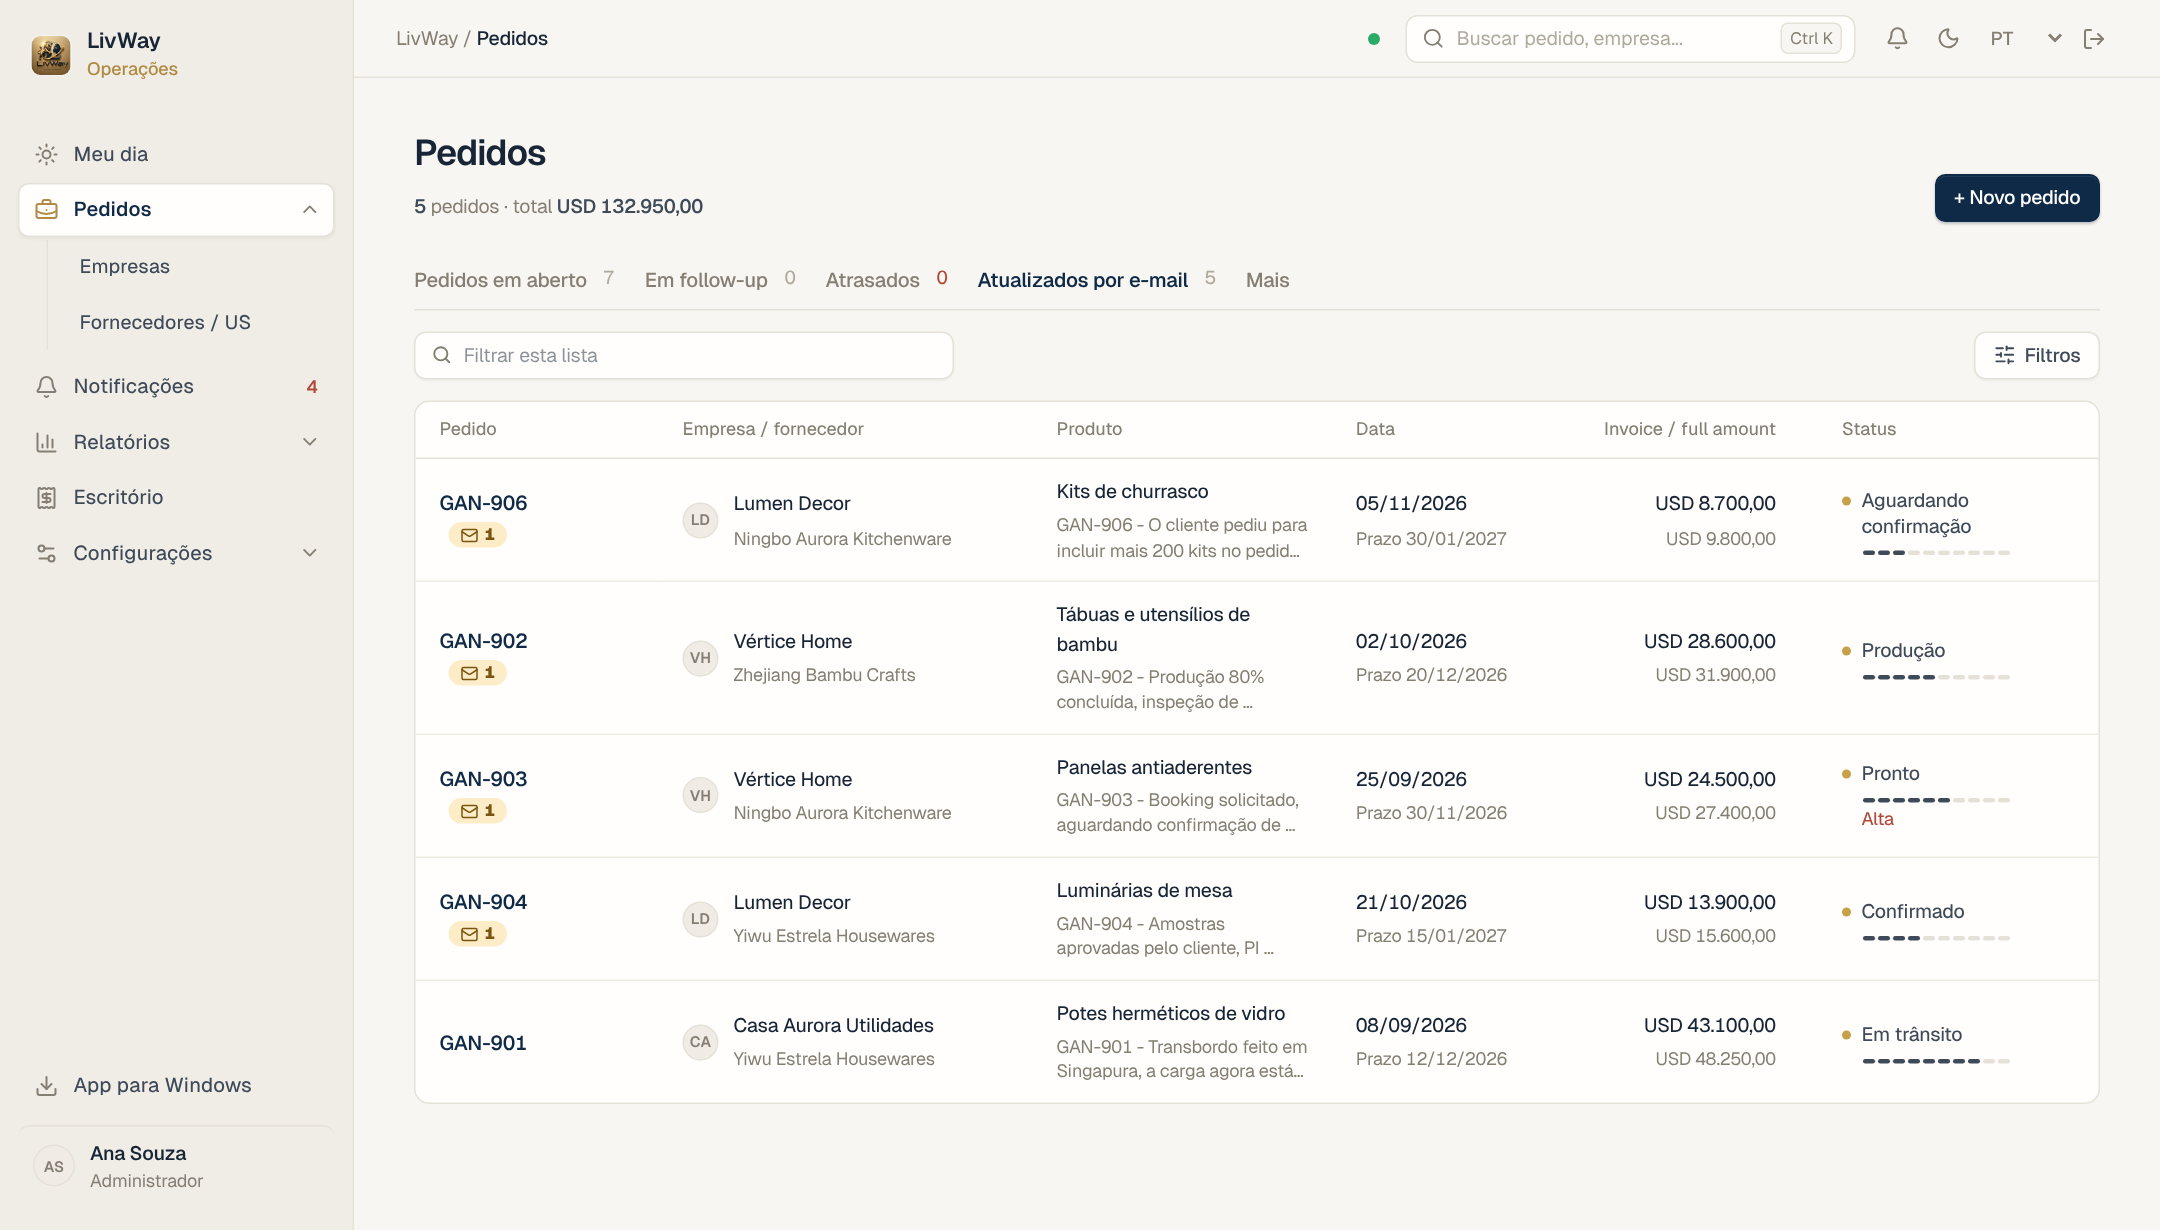 LivWay
Operações
Meu dia
Pedidos
Empresas
Fornecedores / US
Notificações 4
Relatórios
Escritório
Configurações
App para Windows
AS
Ana Souza
Administrador
LivWay / Pedidos
Buscar pedido, empresa... Ctrl K
PT
Pedidos
5 pedidos · total USD 132.950,00
+ Novo pedido
Pedidos em aberto 7 Em follow-up 0 Atrasados 0 Atualizados por e-mail 5 Mais
Filtrar esta lista
Filtros
Pedido Empresa / fornecedor Produto Data Invoice / full amount Status
GAN-906
1
LD
Lumen Decor
Ningbo Aurora Kitchenware
Kits de churrasco
GAN-906 - O cliente pediu para
incluir mais 200 kits no pedid...
05/11/2026
Prazo 30/01/2027
USD 8.700,00
USD 9.800,00
Aguardando
confirmação
GAN-902
1
VH
Vértice Home
Zhejiang Bambu Crafts
Tábuas e utensílios de
bambu
GAN-902 - Produção 80%
concluída, inspeção de ...
02/10/2026
Prazo 20/12/2026
USD 28.600,00
USD 31.900,00
Produção
GAN-903
1
VH
Vértice Home
Ningbo Aurora Kitchenware
Panelas antiaderentes
GAN-903 - Booking solicitado,
aguardando confirmação de ...
25/09/2026
Prazo 30/11/2026
USD 24.500,00
USD 27.400,00
Pronto
Alta
GAN-904
1
LD
Lumen Decor
Yiwu Estrela Housewares
Luminárias de mesa
GAN-904 - Amostras
aprovadas pelo cliente, PI ...
21/10/2026
Prazo 15/01/2027
USD 13.900,00
USD 15.600,00
Confirmado
GAN-901
CA
Casa Aurora Utilidades
Yiwu Estrela Housewares
Potes herméticos de vidro
GAN-901 - Transbordo feito em
Singapura, a carga agora está...
08/09/2026
Prazo 12/12/2026
USD 43.100,00
USD 48.250,00
Em trânsito